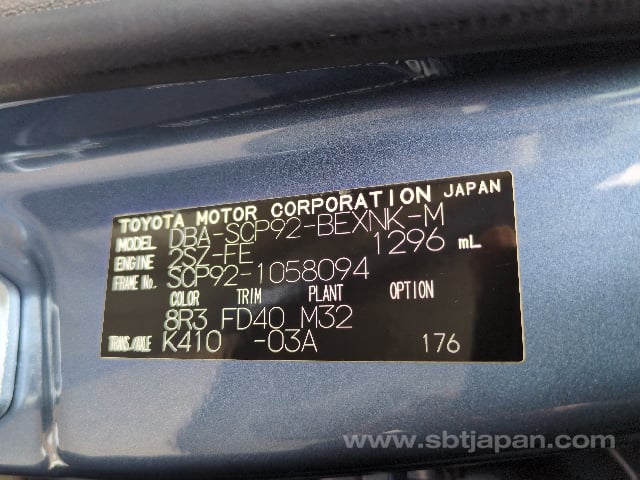 TOYOTA MOTOR CORPORATION JAPAN
MODEL DBA-SCP92-BEXNK-M
ENGINE 2SZ-FE 1296 mL
FRAME No. SCP92-1058094
COLOR TRIM PLANT OPTION
8R3 FD40 M32
TRANS./AXLE K410 -03A 176
www.sbtjapan.com